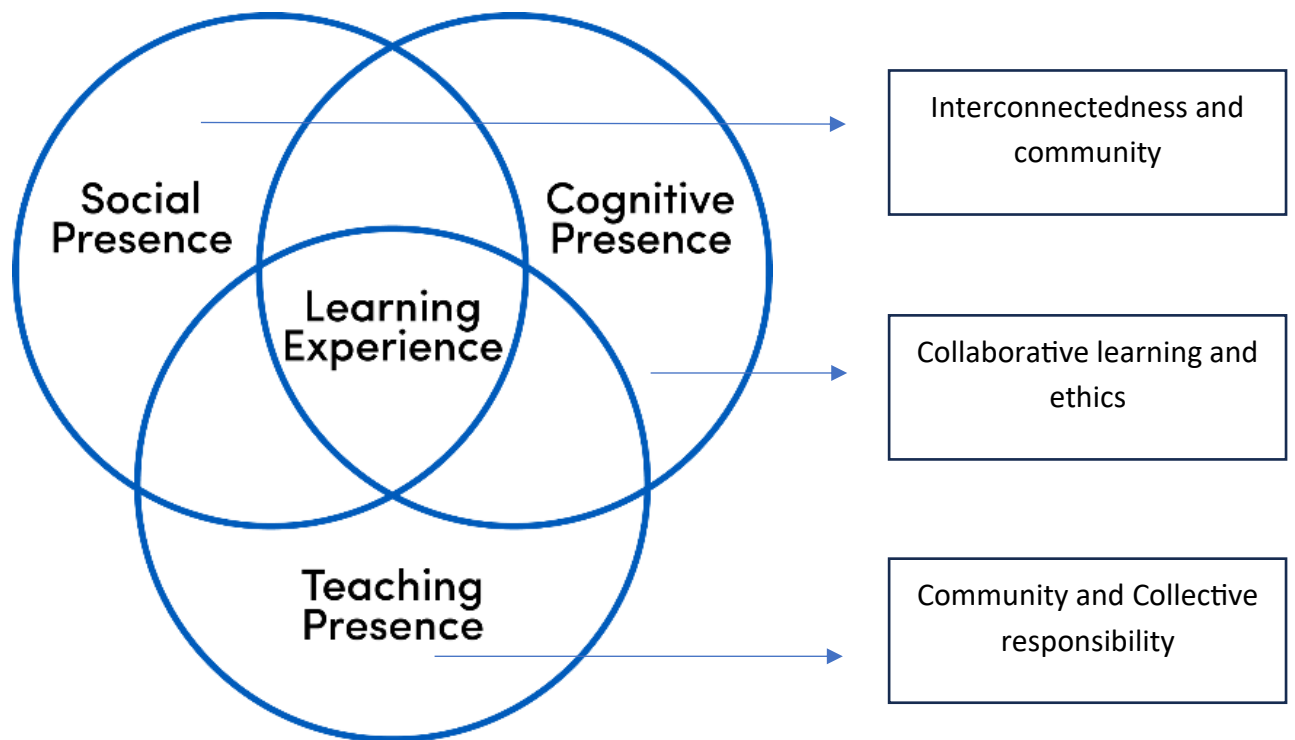 Social
Presence
Cognitive
Presence
Learning
Experience
Teaching
Presence
Interconnectedness and
community
Collaborative learning and
ethics
Community and Collective
responsibility